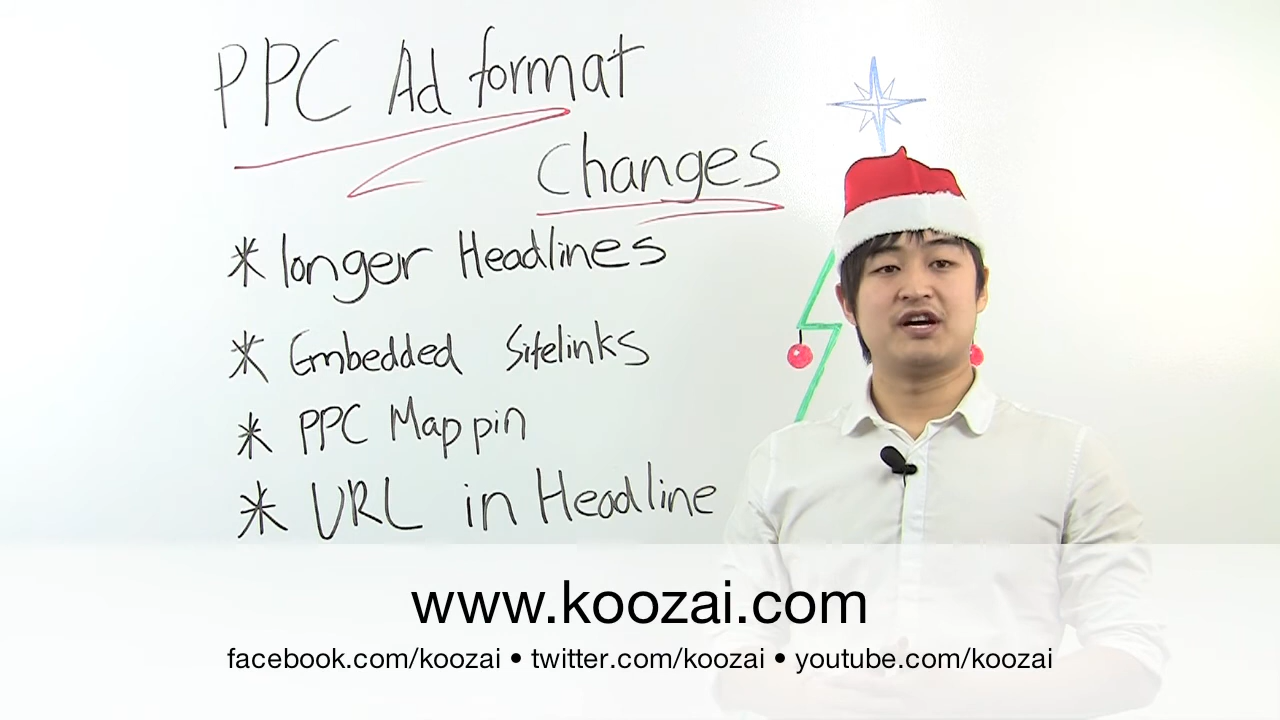 PPC Ad format
Changes
* longer Headlines
* Embedded Sitelinks
* PPC Map pin
* URL in Headline
www.koozai.com
facebook.com/koozai • twitter.com/koozai • youtube.com/koozai